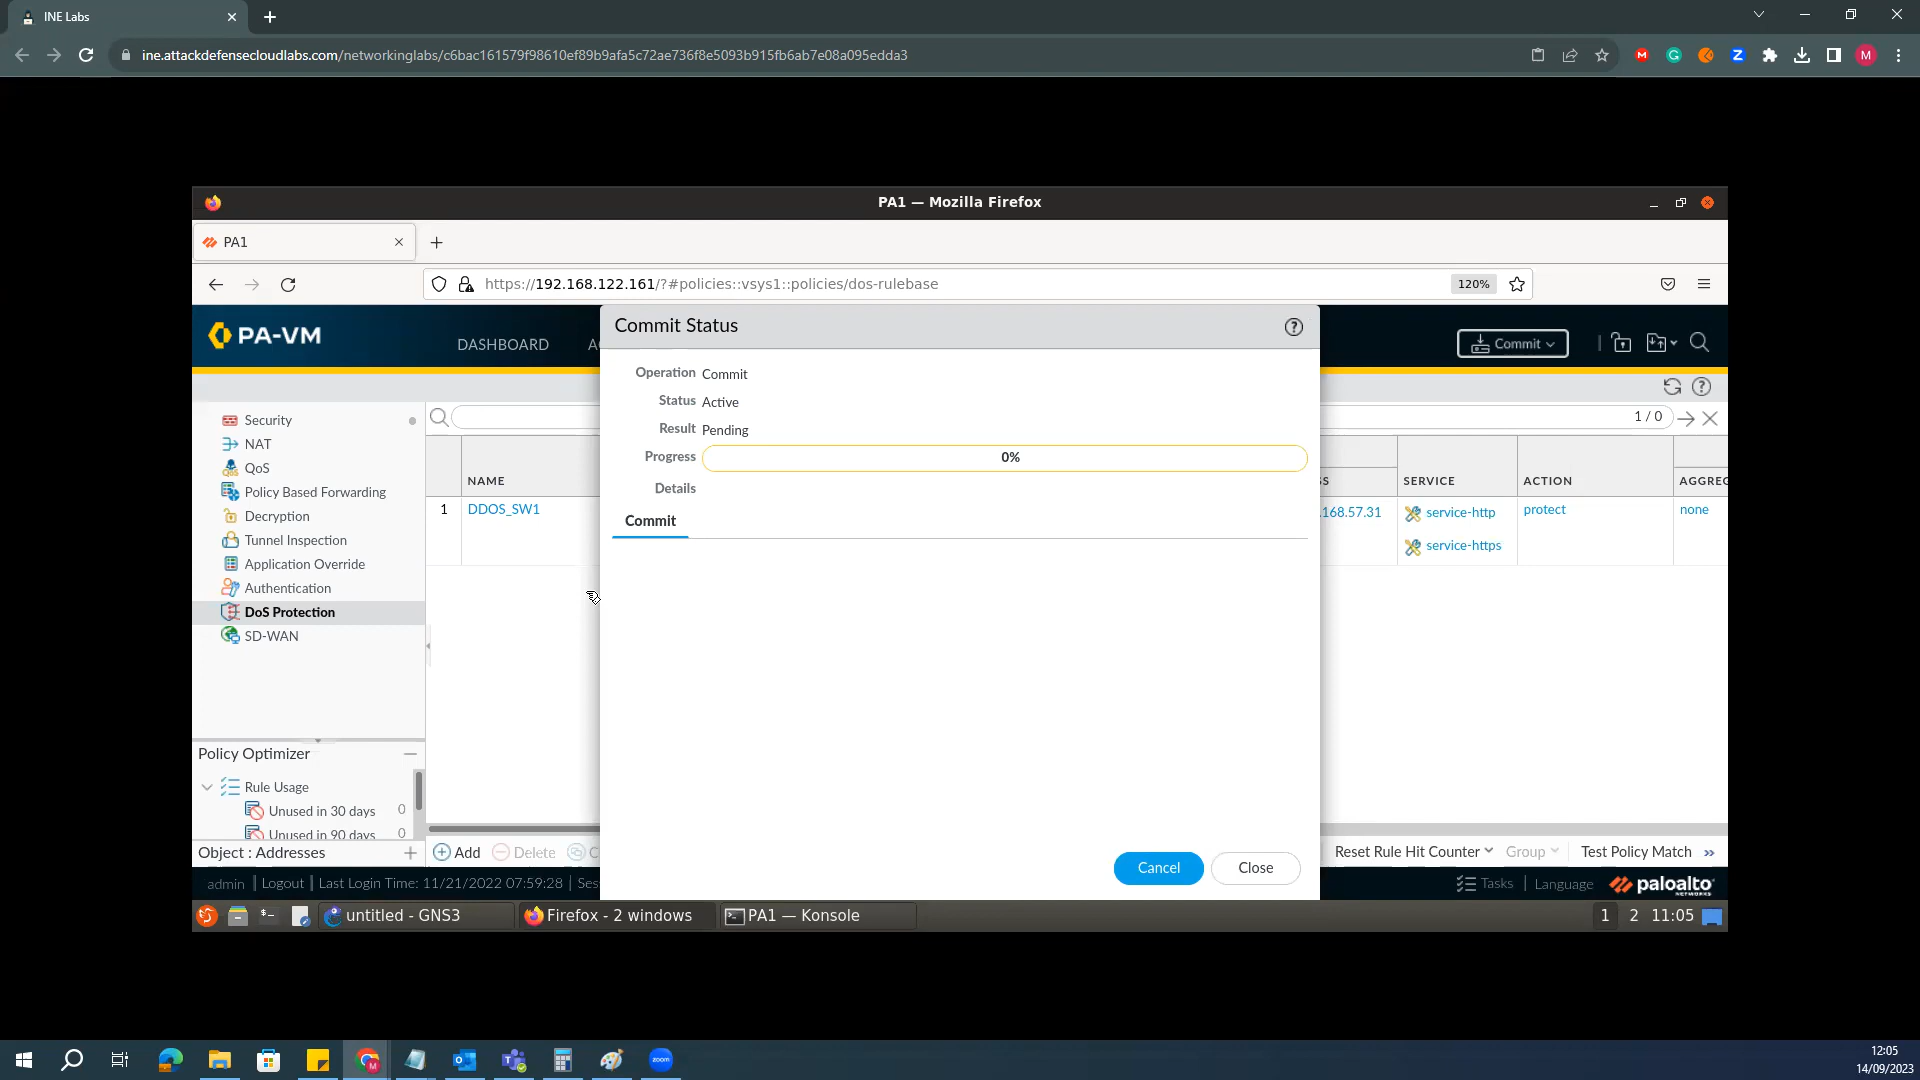 INE Labs
ine.attackdefensecloudlabs.com/networkinglabs/c6bac161579f98610ef89b9afa5c72ae736f8e5093b915fb6ab7e08a095edda3
M
PA1 — Mozilla Firefox
PA1
https://192.168.122.161/?#policies::vsys1::policies/dos-rulebase
120%
PA-VM
DASHBOARD
Commit
Commit Status
Operation Commit
Status Active
Result Pending
Progress 0%
Details
Commit
Security
NAT
QoS
Policy Based Forwarding
Decryption
Tunnel Inspection
Application Override
Authentication
DoS Protection
SD-WAN
1 / 0
NAME
SERVICE
ACTION
AGGREG
1 DDOS_SW1
.168.57.31
service-http
protect
none
service-https
Policy Optimizer
Rule Usage
Unused in 30 days 0
Unused in 90 days 0
Object : Addresses
Add
Delete
Cancel
Close
Reset Rule Hit Counter
Group
Test Policy Match
admin | Logout | Last Login Time: 11/21/2022 07:59:28 | Ses
Tasks | Language
paloalto
NETWORKS
untitled - GNS3
Firefox - 2 windows
PA1 — Konsole
1 2 11:05
zoom
12:05
14/09/2023